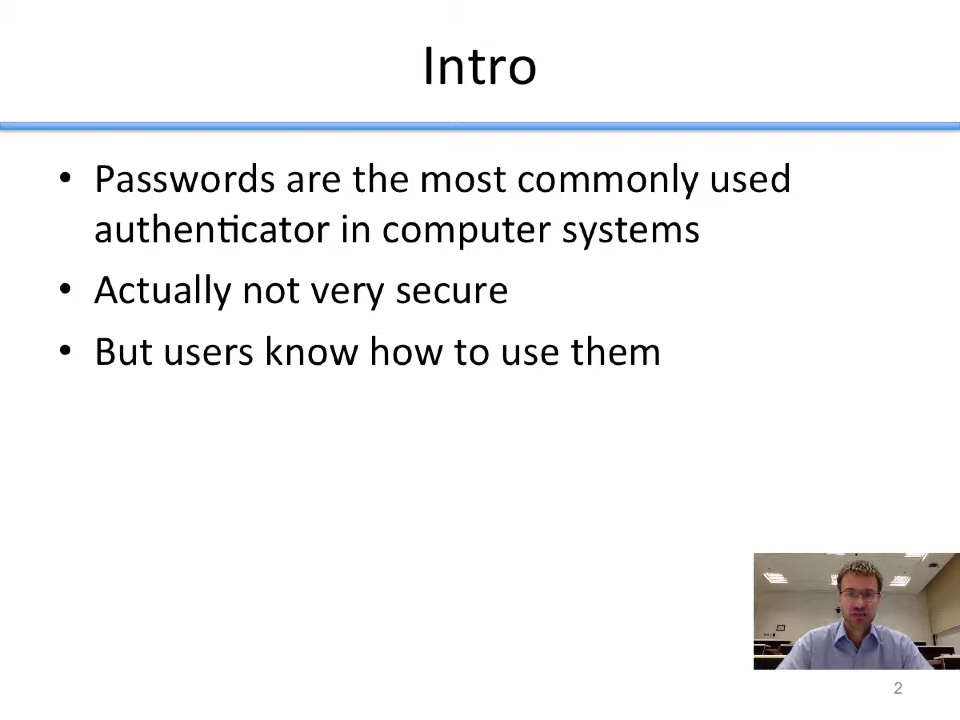 Intro
• Passwords are the most commonly used
authenticator in computer systems
• Actually not very secure
• But users know how to use them
2